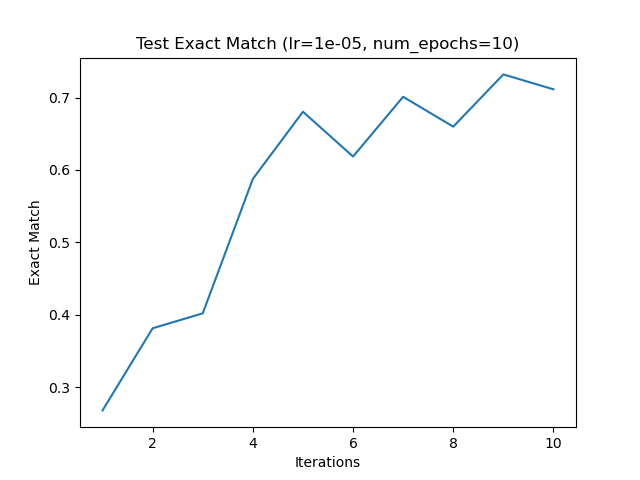 Test Exact Match (lr=1e-05, num_epochs=10)
0.7
0.6
0.5
0.4
0.3
Exact Match
2 4 6 8 10
Iterations